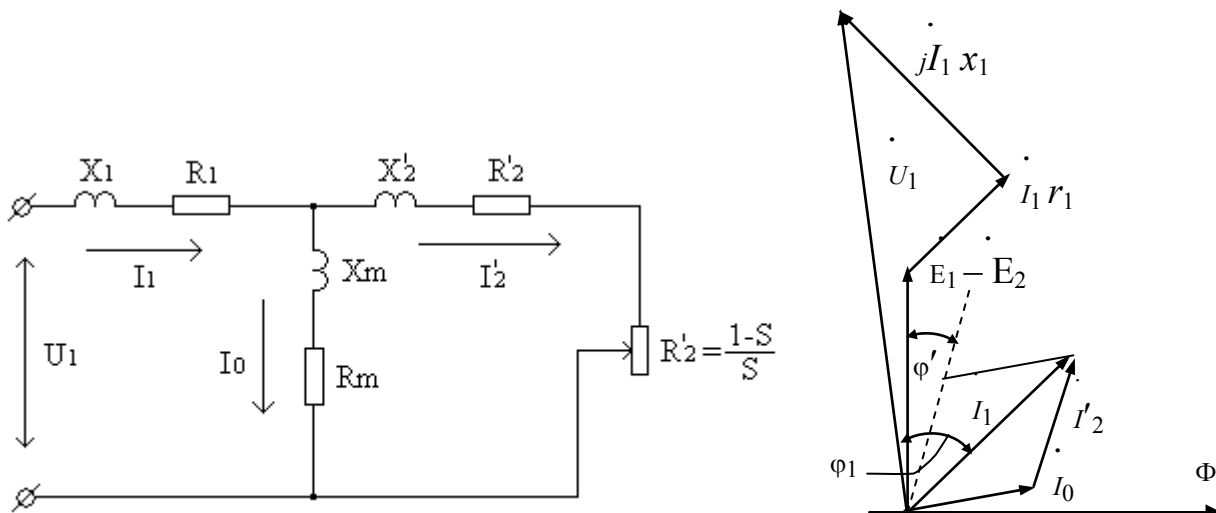 X1
R1
X'2
R'2
I1
I'2
Xm
U1
I0
Rm
R'2=1-S/S
jI1 x1
U1
I1 r1
E1 – E2
φ'
I1
I'2
φ1
I0
Φ